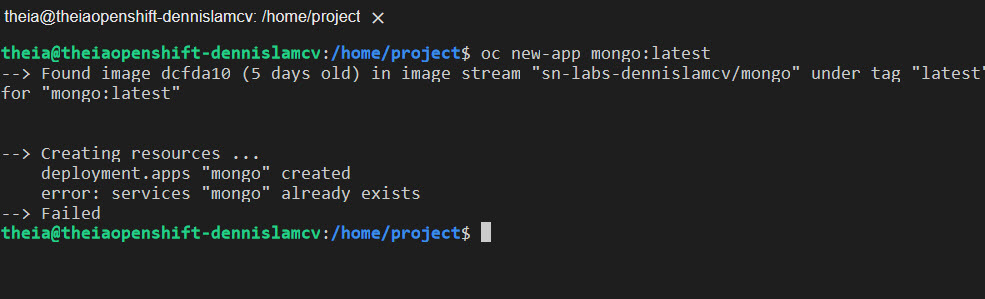 theia@theiaopenshift-dennislamcv: /home/project ×
theia@theiaopenshift-dennislamcv:/home/project$ oc new-app mongo:latest
--> Found image dcfda10 (5 days old) in image stream "sn-labs-dennislamcv/mongo" under tag "latest"
for "mongo:latest"
--> Creating resources ...
deployment.apps "mongo" created
error: services "mongo" already exists
--> Failed
theia@theiaopenshift-dennislamcv:/home/project$